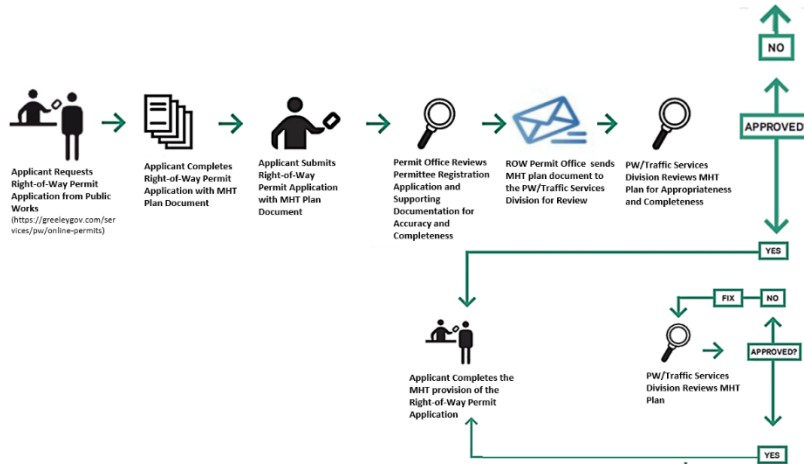 NO
APPROVED
Applicant Requests
Right-of-Way Permit
Application from Public
Works
(https://greeleygov.com/ser
vices/pw/online-permits)
Applicant Completes
Right-of-Way Permit
Application with MHT
Plan Document
Applicant Submits
Right-of-Way
Permit Application
with MHT Plan
Document
Permit Office Reviews
Permittee Registration
Application and
Supporting
Documentation for
Accuracy and
Completeness
ROW Permit Office sends
MHT plan document to
the PW/Traffic Services
Division for Review
PW/Traffic Services
Division Reviews MHT
Plan for Appropriateness
and Completeness
YES
FIX
NO
APPROVED?
Applicant Completes the
MHT provision of the
Right-of-Way Permit
Application
PW/Traffic Services
Division Reviews MHT
Plan
YES